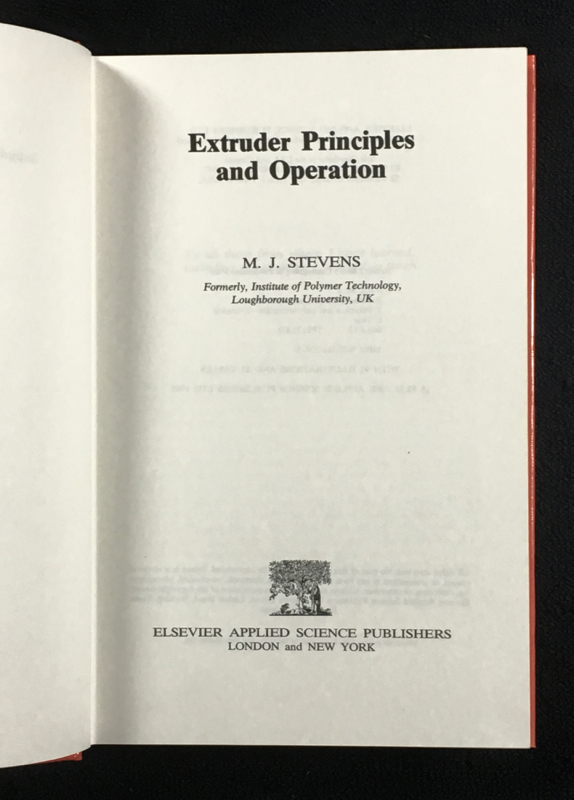 Extruder Principles
and Operation
M. J. STEVENS
Formerly, Institute of Polymer Technology,
Loughborough University, UK
ELSEVIER APPLIED SCIENCE PUBLISHERS
LONDON and NEW YORK